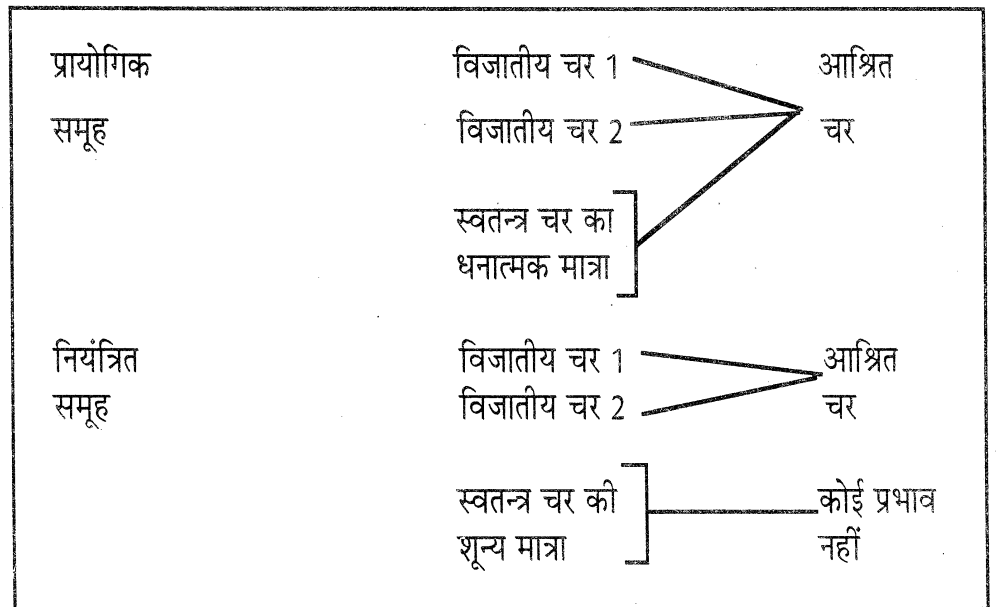 प्रायोगिक विजातीय चर 1 आश्रित
समूह विजातीय चर 2 चर
स्वतन्त्र चर का
धनात्मक मात्रा
नियंत्रित विजातीय चर 1 आश्रित
समूह विजातीय चर 2 चर
स्वतन्त्र चर की कोई प्रभाव
शून्य मात्रा नहीं